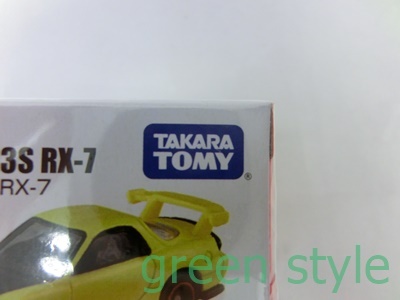 3S RX-7
RX-7
TAKARA
TOMY®
green style